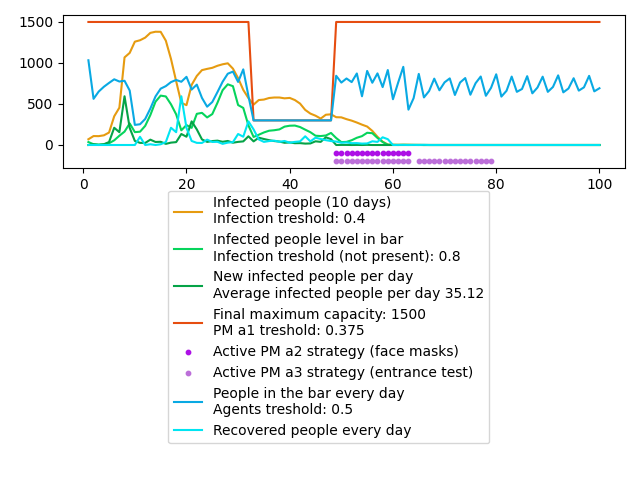 1500
1000
500
0
0
20
40
60
80
100
Infected people (10 days)
Infection treshold: 0.4
Infected people level in bar
Infection treshold (not present): 0.8
New infected people per day
Average infected people per day 35.12
Final maximum capacity: 1500
PM a1 treshold: 0.375
Active PM a2 strategy (face masks)
Active PM a3 strategy (entrance test)
People in the bar every day
Agents treshold: 0.5
Recovered people every day